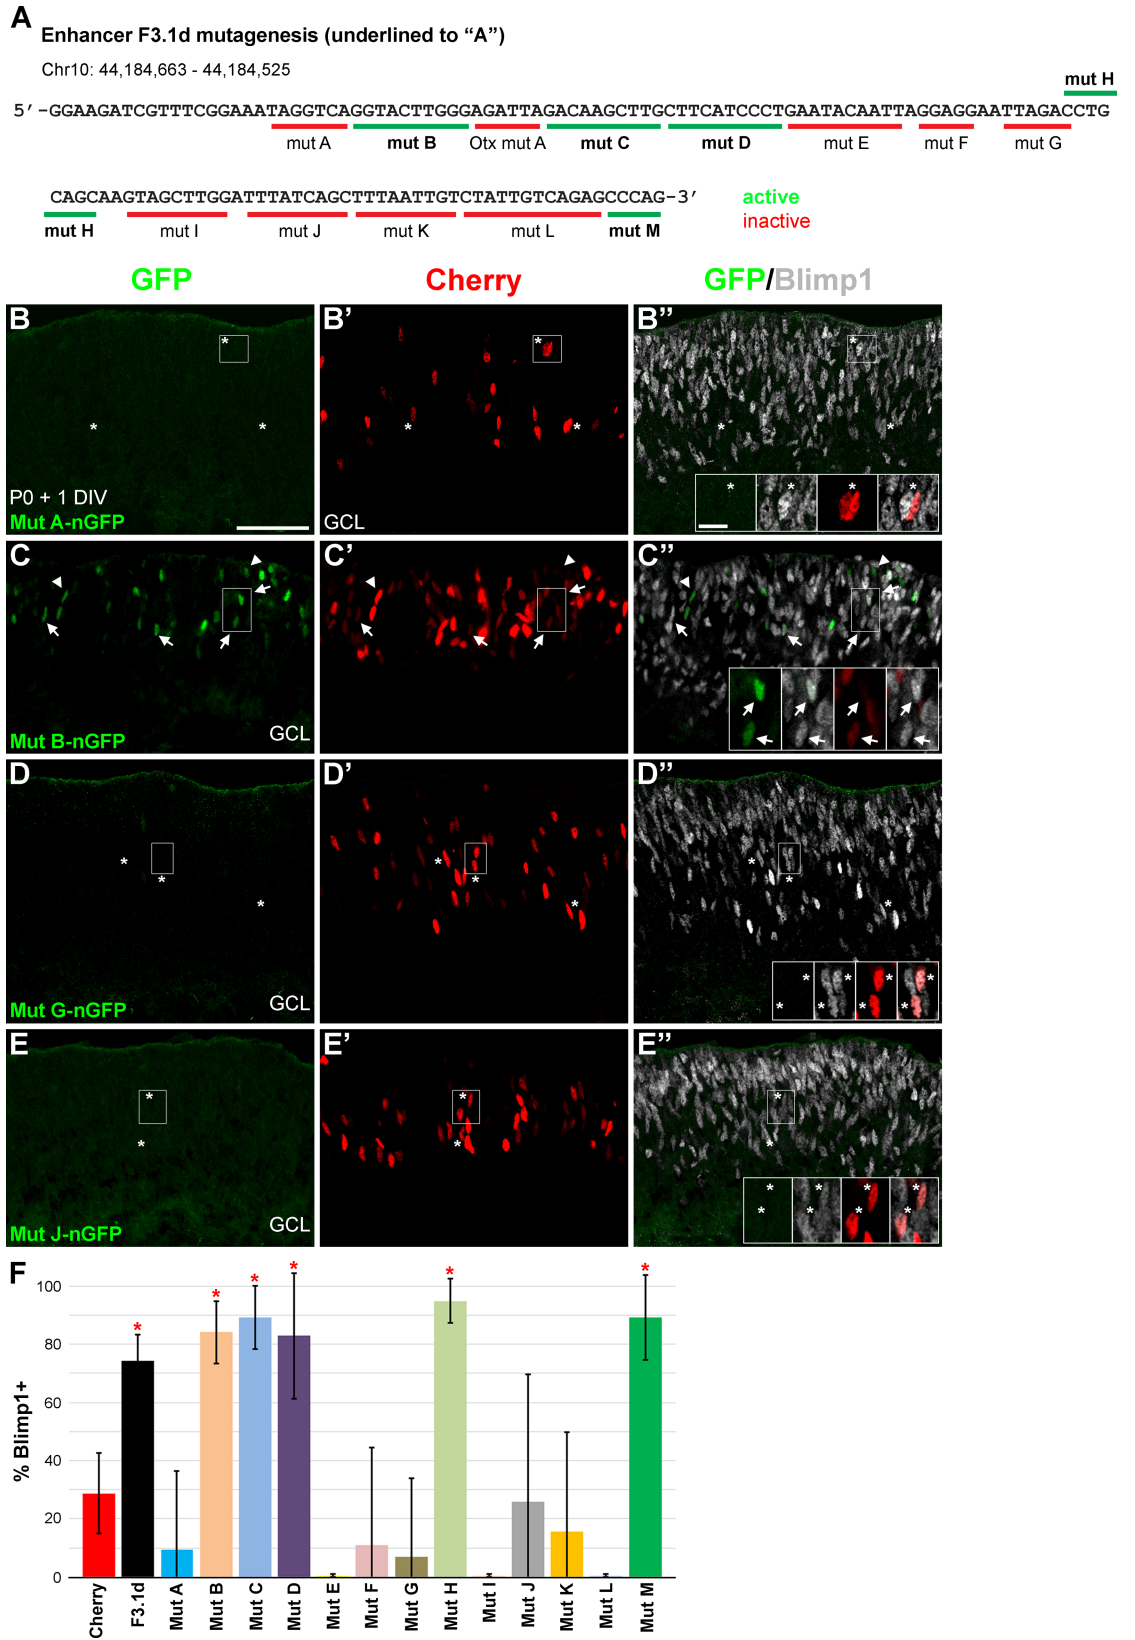 A
Enhancer F3.1d mutagenesis (underlined to “A”)
Chr10: 44,184,663 - 44,184,525
mut H
5’-GGAAGATCGTTTCGGAAATAGGTCAGGTACTTGGGAGATTAGACAAGCTTGCTTCATCCCTGAATACAATTAGGAGGAATTAGACCTG
mut A mut B Otx mut A mut C mut D mut E mut F mut G
CAGCAAGTAGCTTGGATTTATCAGCTTTAATTGTCTATTGTCAGAGCCCAG-3’
mut H mut I mut J mut K mut L mut M
active
inactive
GFP Cherry GFP/Blimp1
B B’ B”
* * *
* * * * * *
* * *
P0 + 1 DIV
Mut A-nGFP
GCL
C C’ C”
Mut B-nGFP
GCL
D D’ D”
* * *
* * *
* * *
* * * *
* * * *
Mut G-nGFP
GCL
E E’ E”
* * *
* * *
* * * *
* * * *
Mut J-nGFP
GCL
F
% Blimp1+
100
80
60
40
20
0
* * * * * *
Cherry
F3.1d
Mut A
Mut B
Mut C
Mut D
Mut E
Mut F
Mut G
Mut H
Mut I
Mut J
Mut K
Mut L
Mut M